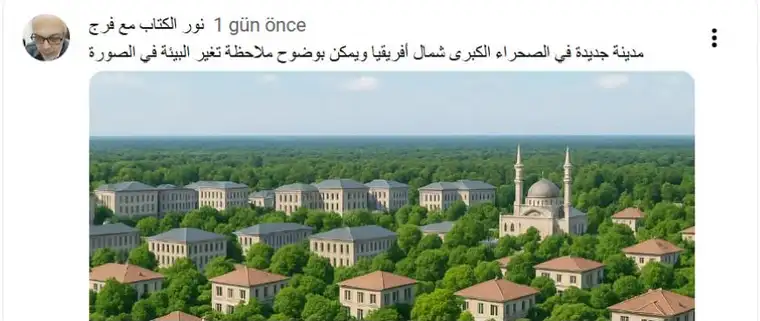 نور الكتاب مع فرج 1 gün önce
مدينة جديدة في الصحراء الكبرى شمال أفريقيا ويمكن بوضوح ملاحظة تغير البيئة في الصورة